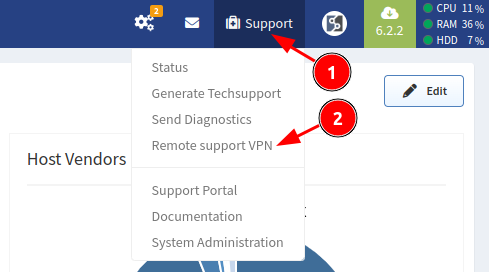 2
Support
6.2.2
CPU 11 %
RAM 36 %
HDD 7 %
1
Status
Generate Techsupport
Send Diagnostics
Remote support VPN
2
Edit
Host Vendors
Support Portal
Documentation
System Administration